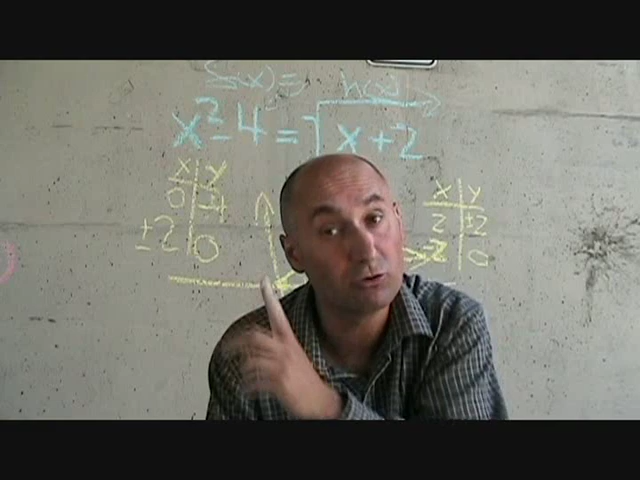 f(x) = h(x)
x²-4 = √x+2
x y
0 -4
±2 0
x y
2 ±2
-2 0